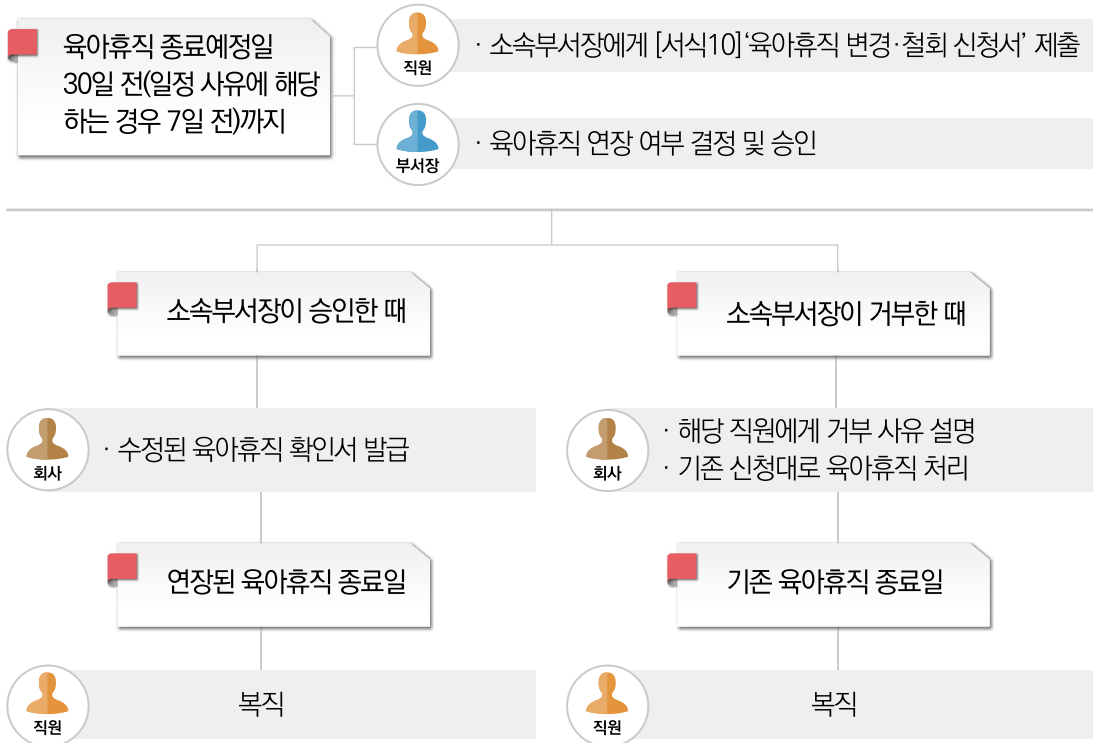 육아휴직 종료예정일
30일 전(일정 사유에 해당
하는 경우 7일 전)까지
직원
· 소속부서장에게 [서식10]‘육아휴직 변경·철회 신청서’ 제출
부서장
· 육아휴직 연장 여부 결정 및 승인
소속부서장이 승인한 때
소속부서장이 거부한 때
회사
· 수정된 육아휴직 확인서 발급
회사
· 해당 직원에게 거부 사유 설명
· 기존 신청대로 육아휴직 처리
연장된 육아휴직 종료일
기존 육아휴직 종료일
직원
복직
직원
복직